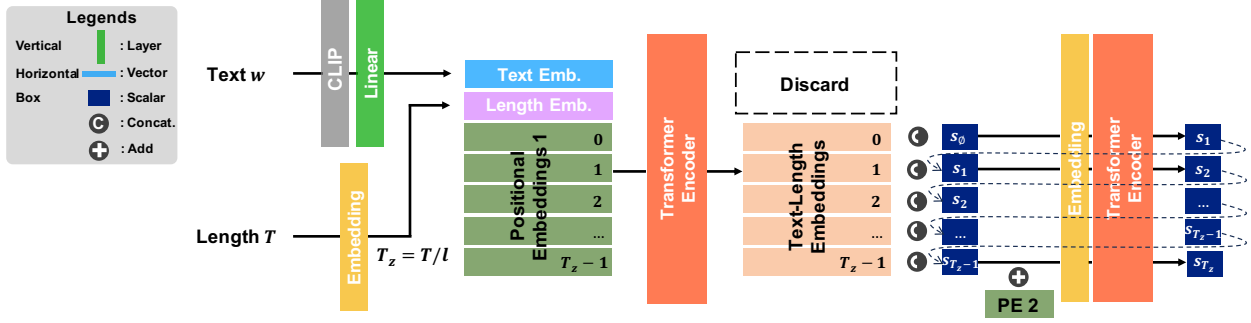 Legends
Vertical : Layer
Horizontal : Vector
Box : Scalar
C : Concat.
: Add
Text w
CLIP
Linear
Length T
Embedding
T_z = T/l
Text Emb.
Length Emb.
Positional
Embeddings 1
0
1
2
...
T_z − 1
Transformer
Encoder
Discard
Text-Length
Embeddings
0
1
2
...
T_z − 1
C
C
C
C
C
s_∅
s_1
s_2
...
s_{T_z−1}
PE 2
Embedding
Transformer
Encoder
s_1
s_2
...
s_{T_z−1}
s_{T_z}